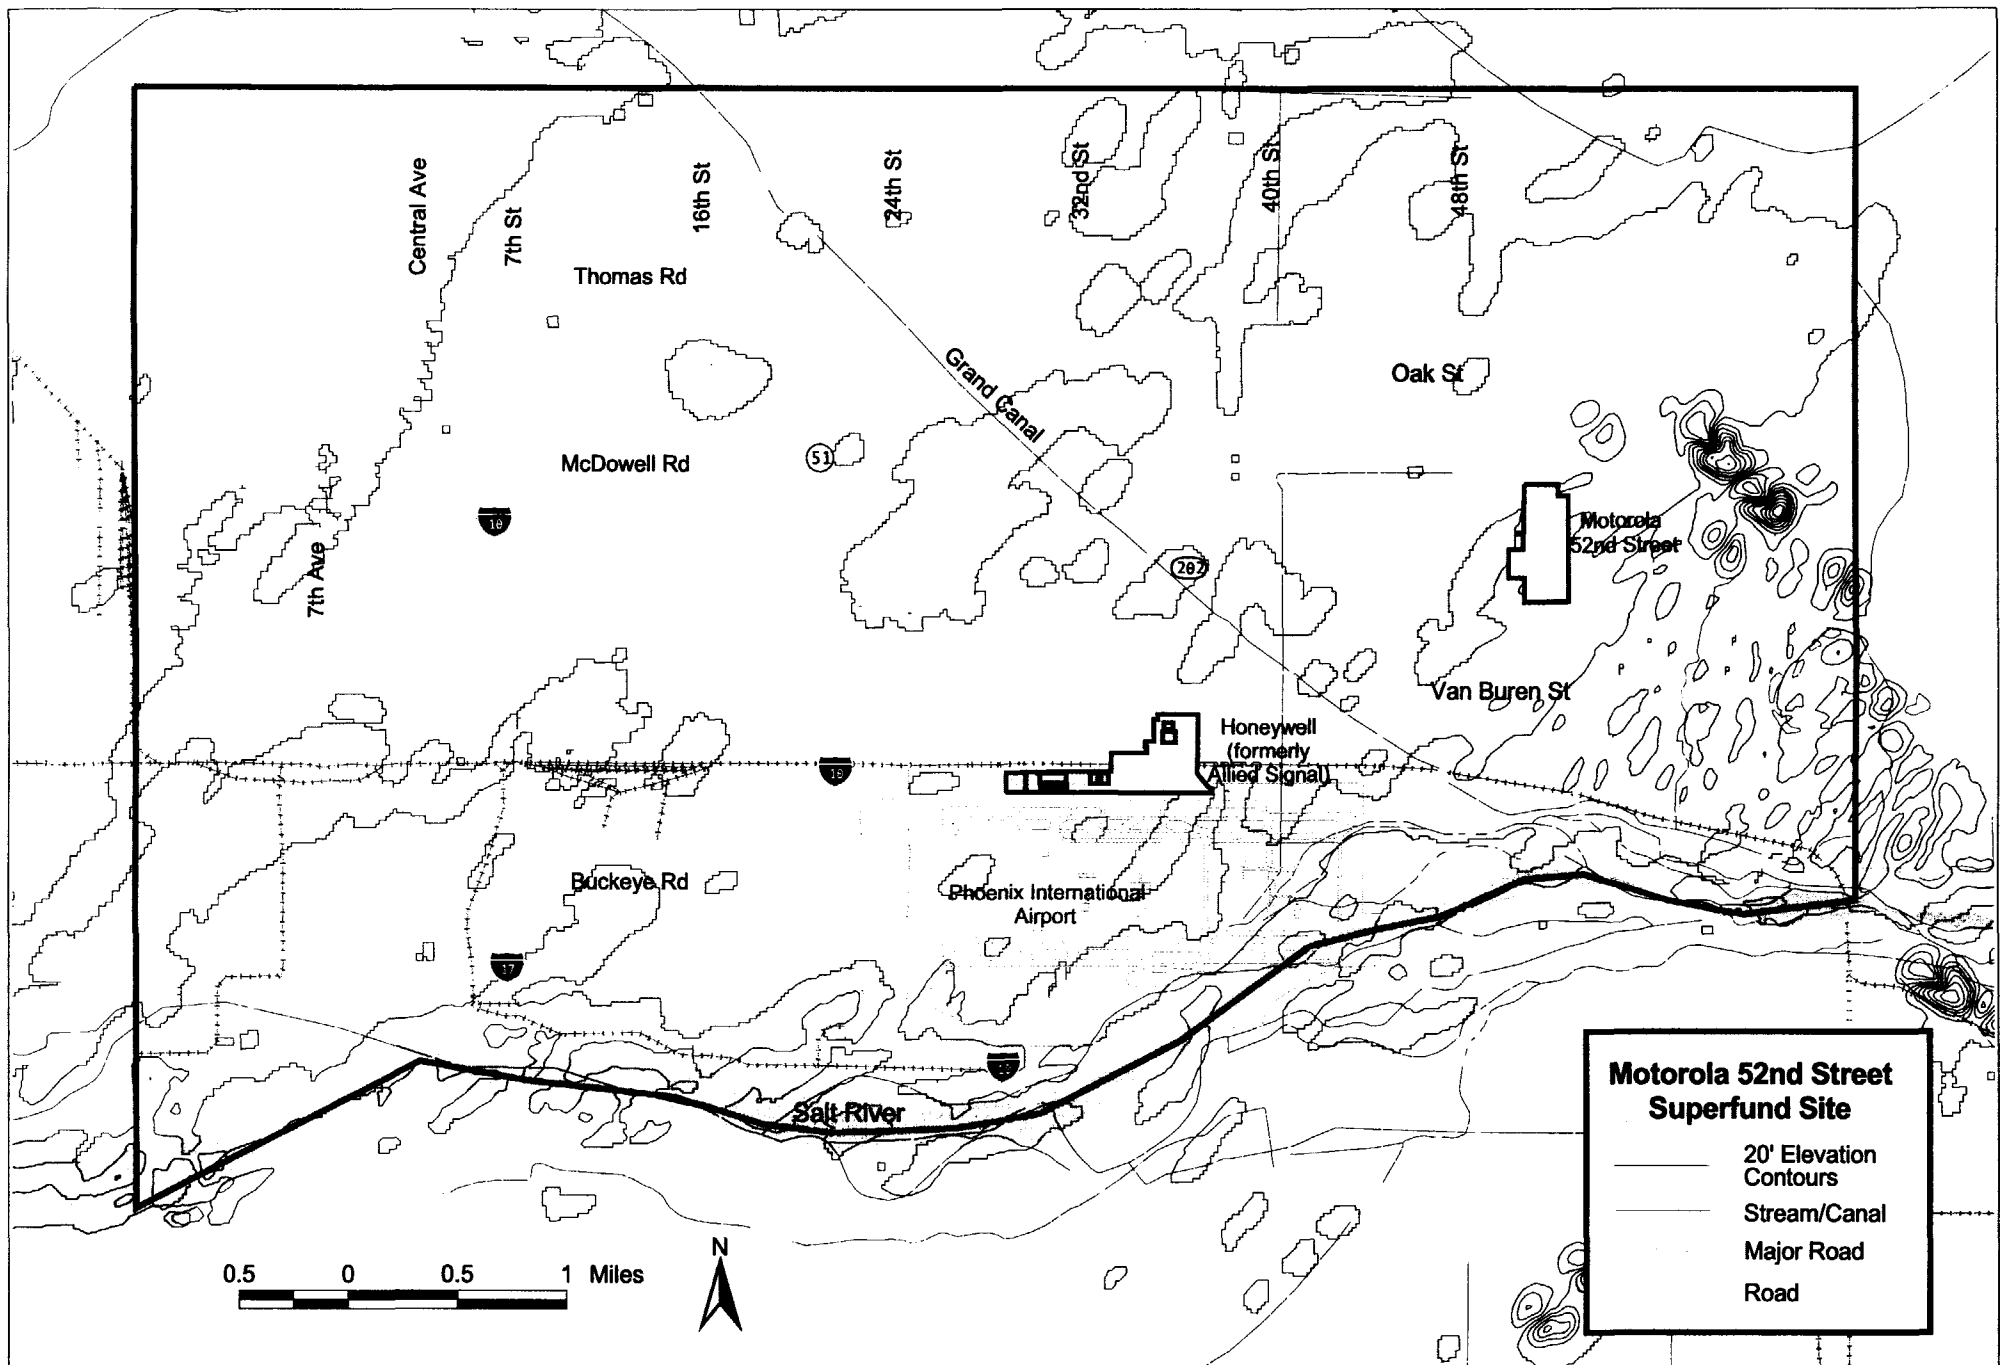 Central Ave
7th St
16th St
24th St
32nd St
40th St
48th St
Thomas Rd
Grand Canal
Oak St
51
McDowell Rd
10
Motorola
52nd Street
7th Ave
202
Van Buren St
Honeywell
(formerly
Allied Signal)
10
Buckeye Rd
Phoenix International
Airport
17
Salt River
Motorola 52nd Street
Superfund Site
20' Elevation
Contours
Stream/Canal
Major Road
Road
N
0.5 0 0.5 1 Miles